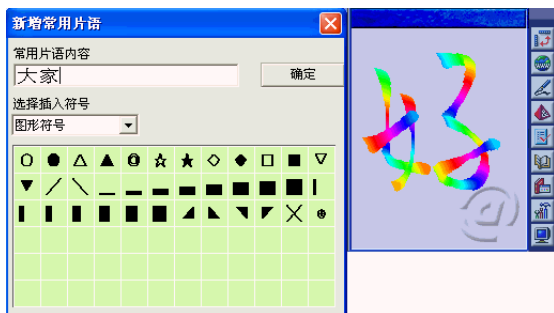 新增常用片语
常用片语内容
大家
确定
选择插入符号
图形符号
○ ● △ ▲ ◎ ☆ ★ ◇ ◆ □ ■ ▽
▼ ╱ ╲ ▁ ▂ ▃ ▄ ▅ ▆ ▇ █ ▏
▎ ▍ ▌ ▋ ▊ ▉ ◢ ◣ ◥ ◤ ╳ ☻
好
@